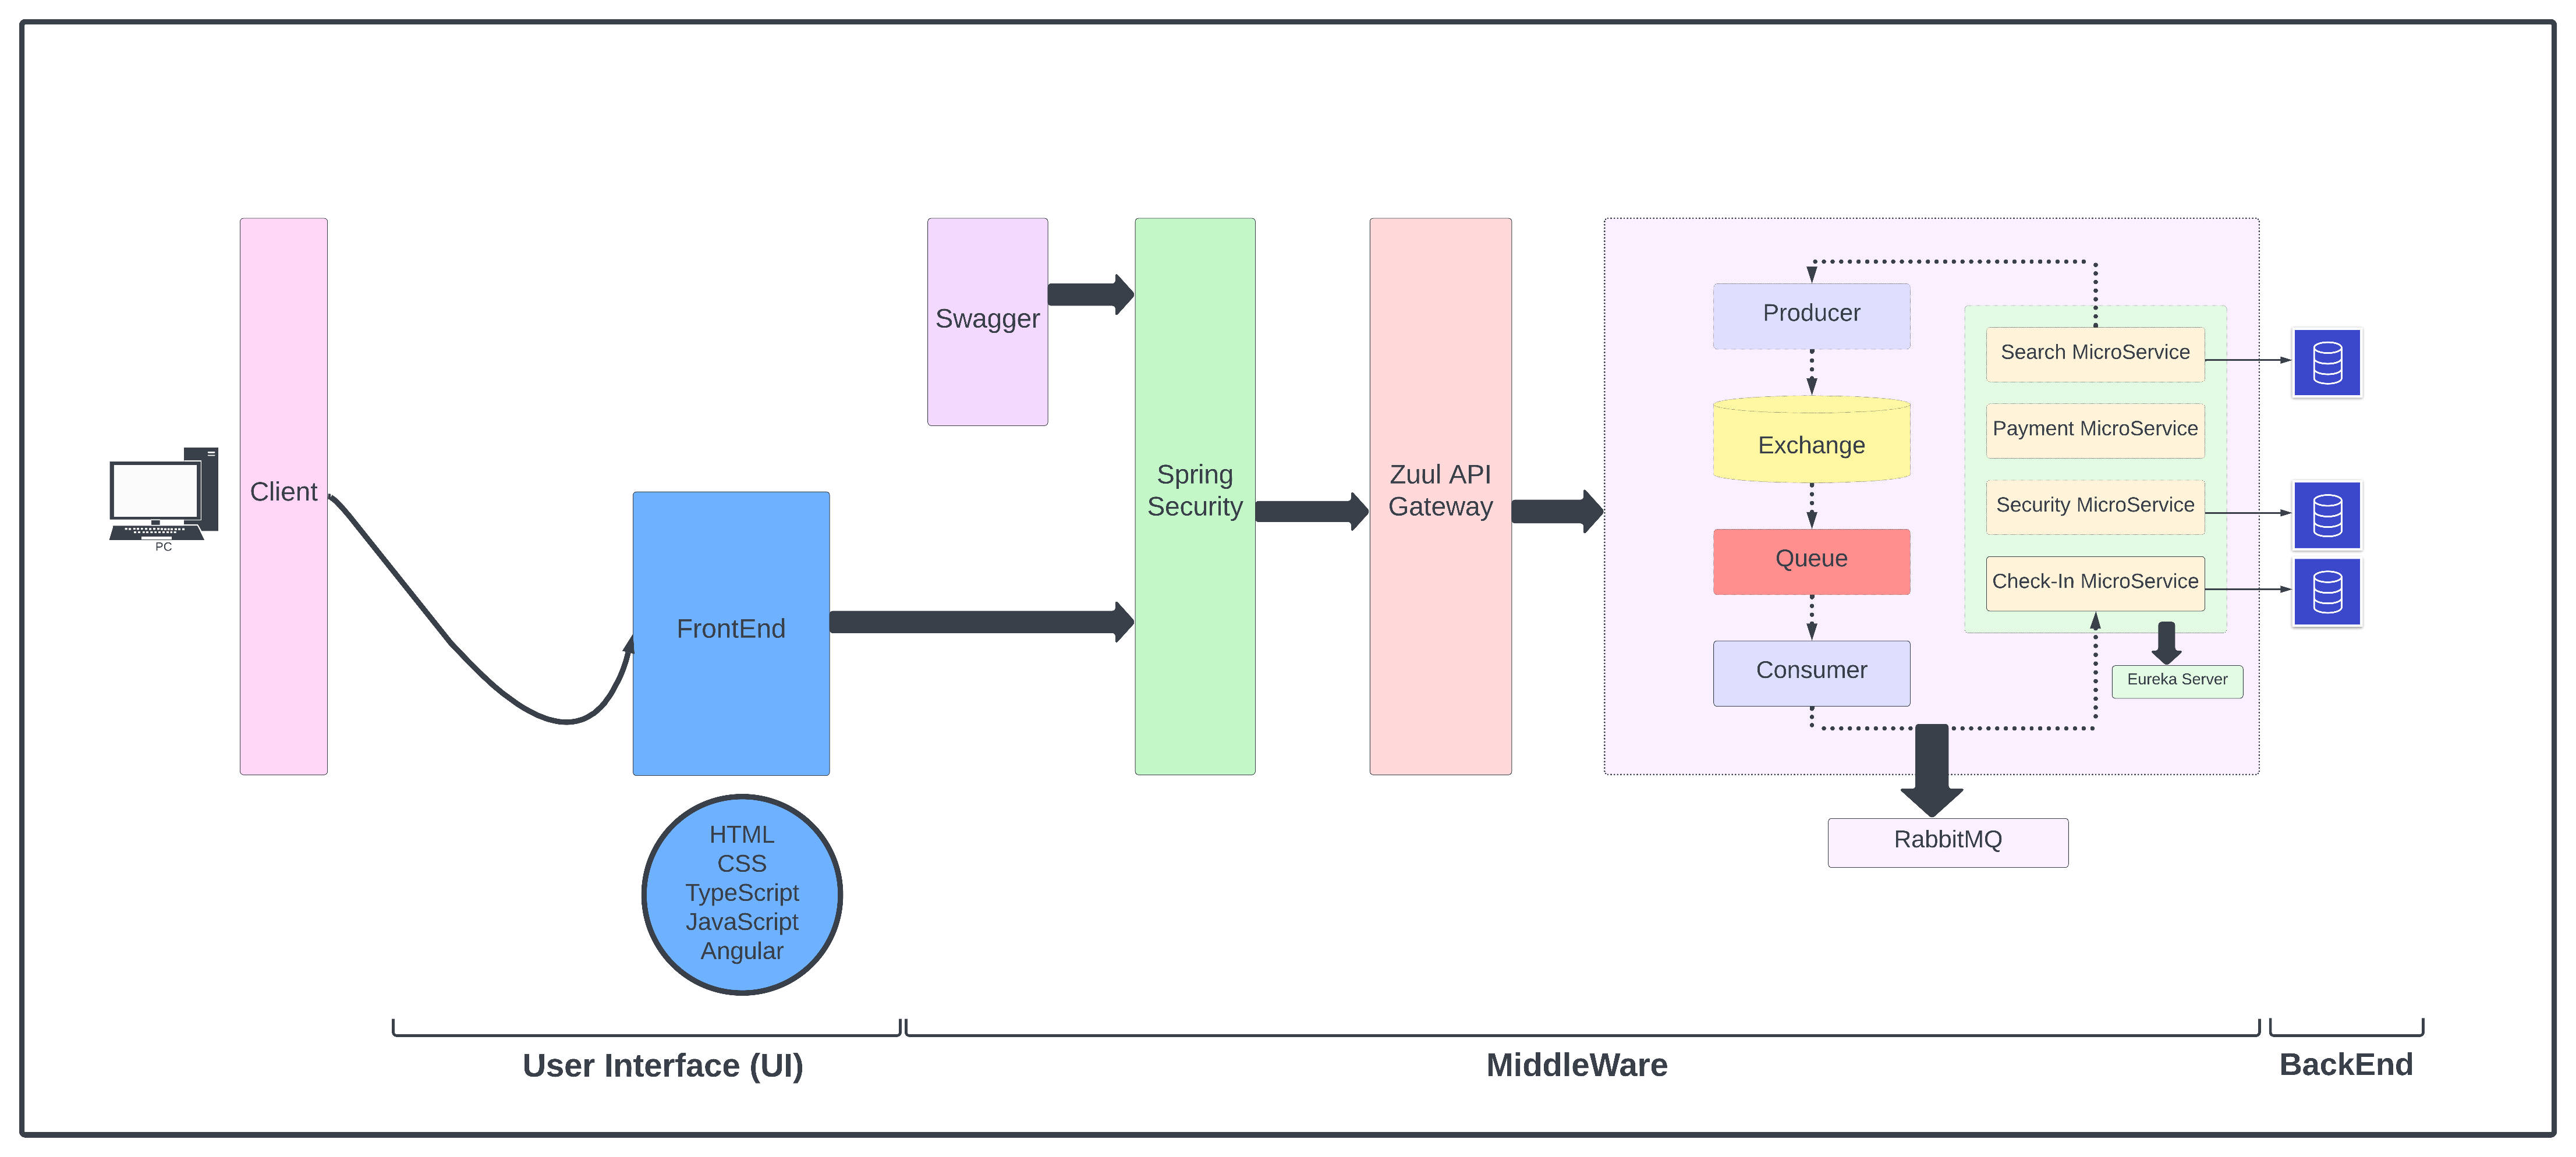 PC
Client
FrontEnd
HTML
CSS
TypeScript
JavaScript
Angular
Swagger
Spring
Security
Zuul API
Gateway
Producer
Exchange
Queue
Consumer
Search MicroService
Payment MicroService
Security MicroService
Check-In MicroService
Eureka Server
RabbitMQ
User Interface (UI)
MiddleWare
BackEnd